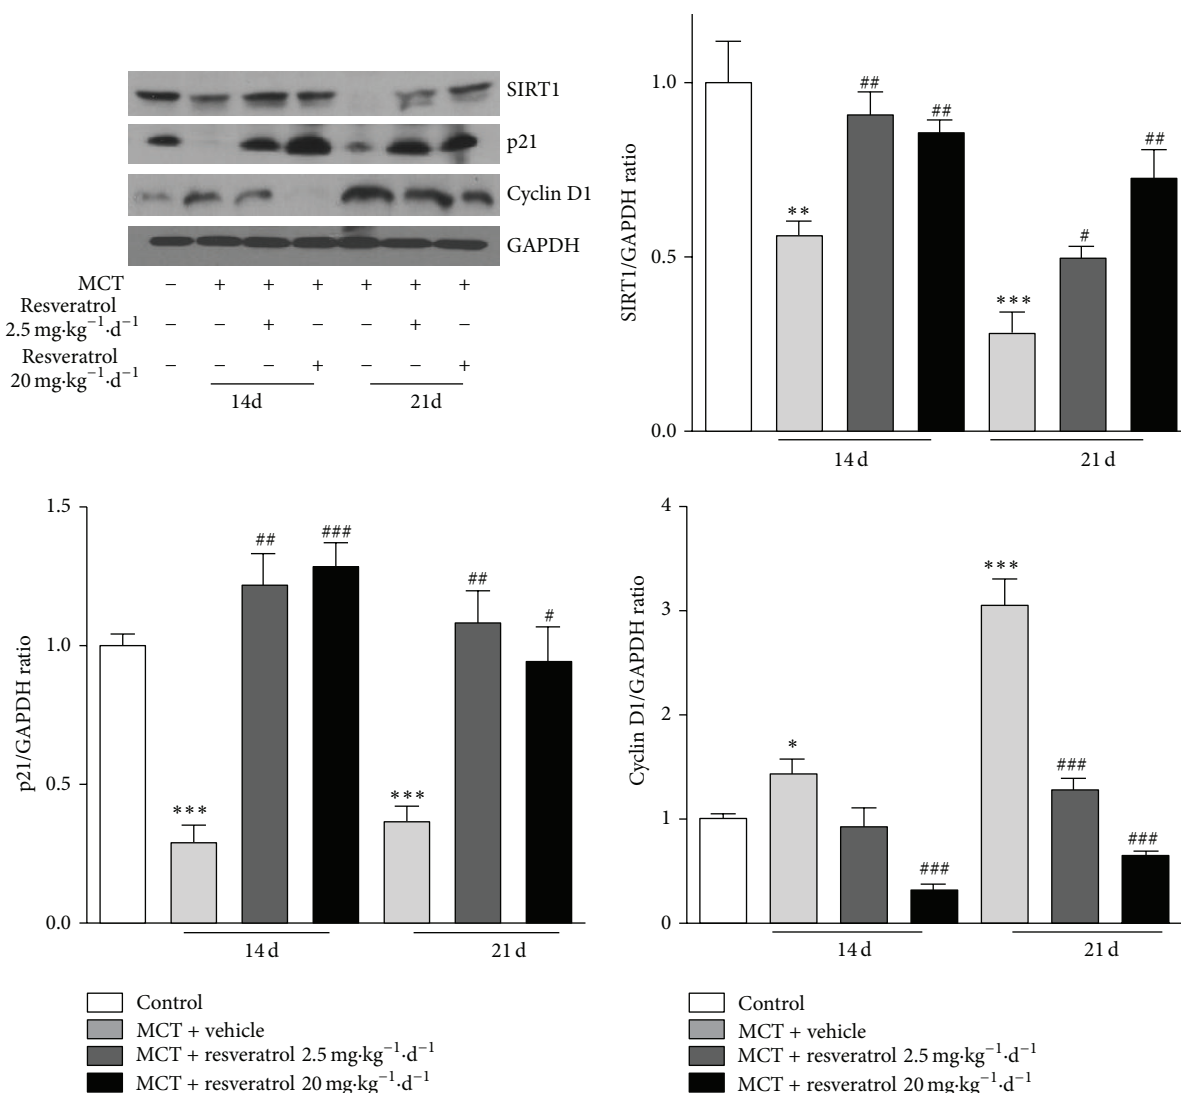 SIRT1
p21
Cyclin D1
GAPDH
MCT − + + + + + +
Resveratrol
2.5 mg·kg⁻¹·d⁻¹ − − + − − + −
Resveratrol
20 mg·kg⁻¹·d⁻¹ − − − + − − +
14d 21d
SIRT1/GAPDH ratio
1.0
0.5
0.0
**
##
##
***
#
##
14 d 21 d
p21/GAPDH ratio
1.5
1.0
0.5
0.0
***
##
###
***
##
#
14 d 21 d
Control
MCT + vehicle
MCT + resveratrol 2.5 mg·kg⁻¹·d⁻¹
MCT + resveratrol 20 mg·kg⁻¹·d⁻¹
Cyclin D1/GAPDH ratio
4
3
2
1
0
*
###
***
###
###
14 d 21 d
Control
MCT + vehicle
MCT + resveratrol 2.5 mg·kg⁻¹·d⁻¹
MCT + resveratrol 20 mg·kg⁻¹·d⁻¹